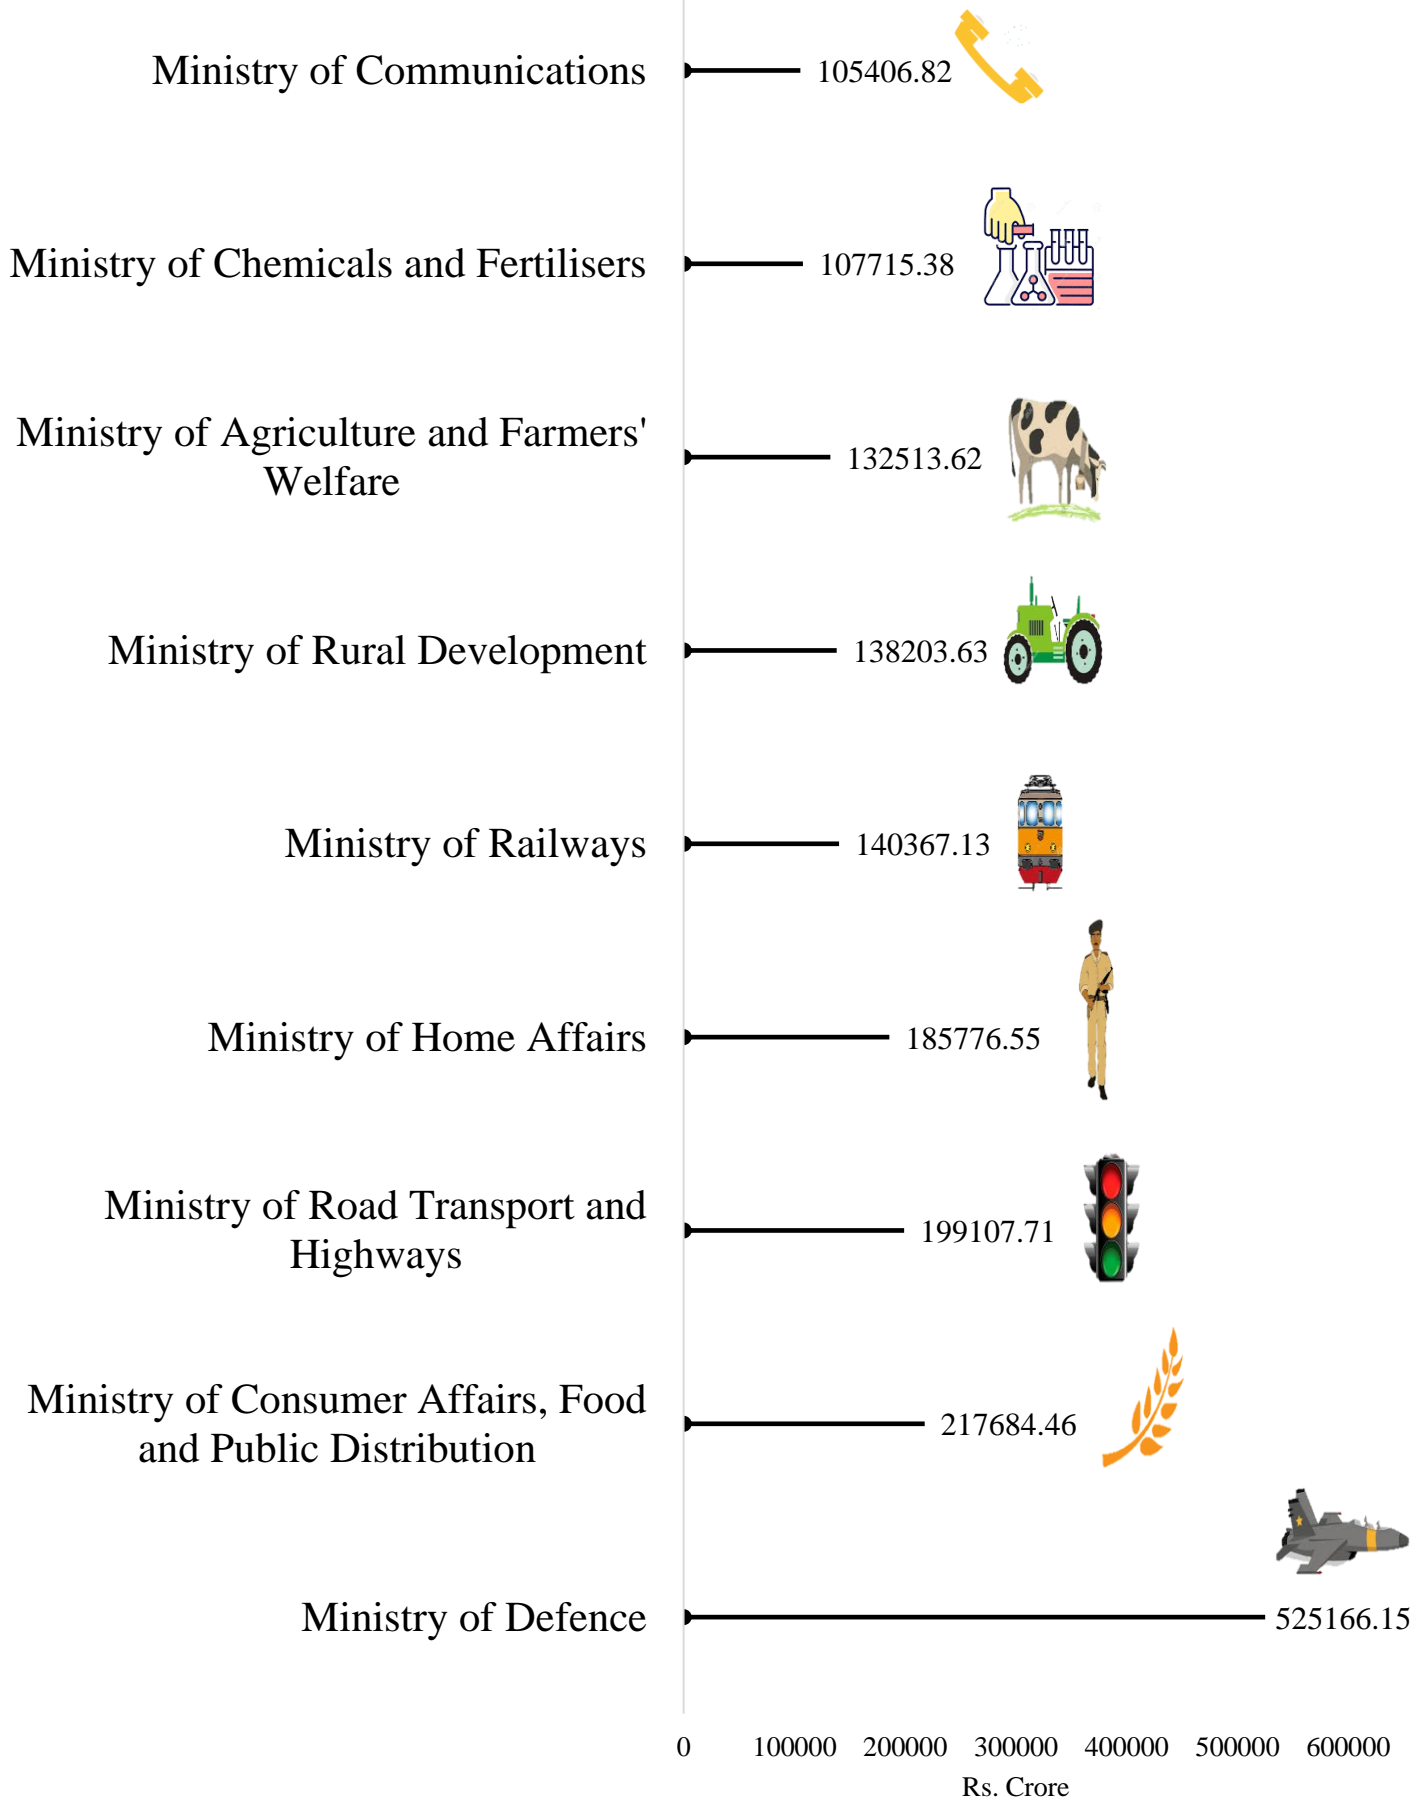 Ministry of Communications
105406.82
Ministry of Chemicals and Fertilisers
107715.38
Ministry of Agriculture and Farmers'
Welfare
132513.62
Ministry of Rural Development
138203.63
Ministry of Railways
140367.13
Ministry of Home Affairs
185776.55
Ministry of Road Transport and
Highways
199107.71
Ministry of Consumer Affairs, Food
and Public Distribution
217684.46
Ministry of Defence
525166.15
0 100000 200000 300000 400000 500000 600000
Rs. Crore